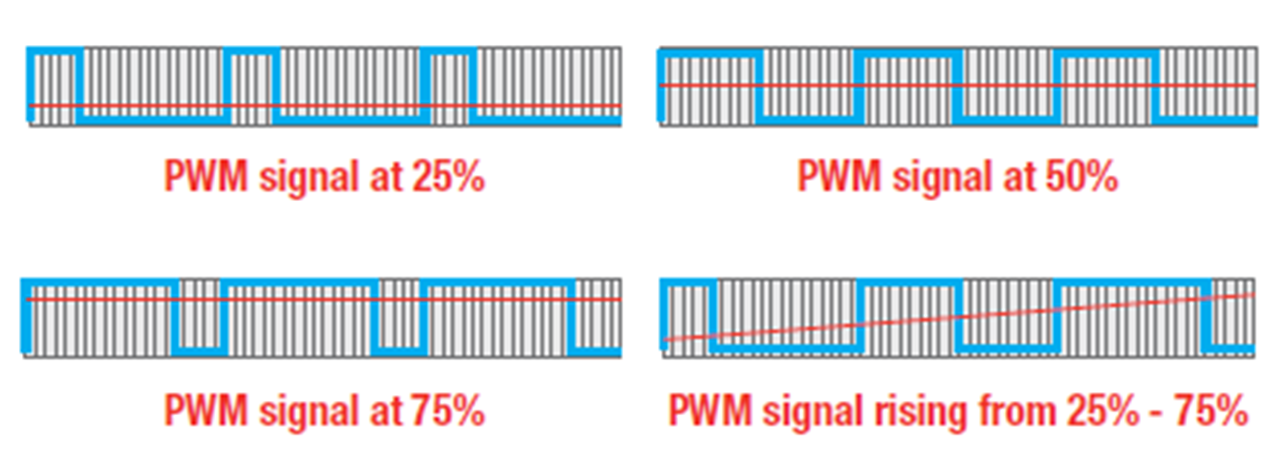 PWM signal at 25%
PWM signal at 50%
PWM signal at 75%
PWM signal rising from 25% - 75%